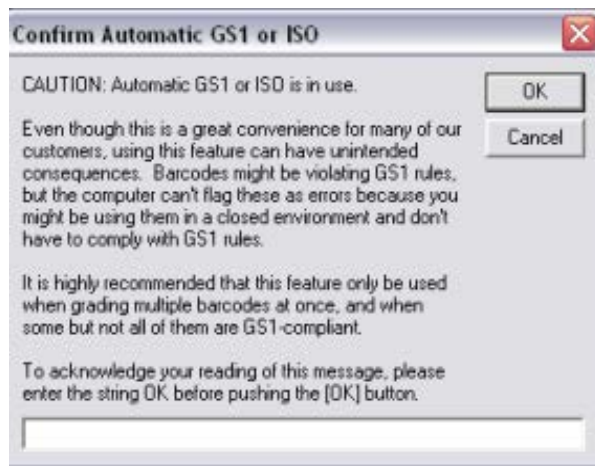 Confirm Automatic GS1 or ISO
CAUTION: Automatic GS1 or ISO is in use.
OK
Even though this is a great convenience for many of our
Cancel
customers, using this feature can have unintended
consequences. Barcodes might be violating GS1 rules,
but the computer can't flag these as errors because you
might be using them in a closed environment and don't
have to comply with GS1 rules.
It is highly recommended that this feature only be used
when grading multiple barcodes at once, and when
some but not all of them are GS1-compliant.
To acknowledge your reading of this message, please
enter the string OK before pushing the [OK] button.